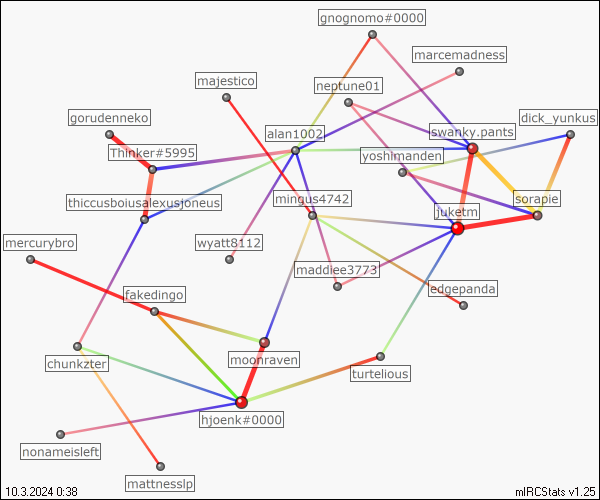 gnognomo#0000
marcemadness
majestico
neptune01
gorudenneko
dick_yunkus
alan1002
swanky.pants
Thinker#5995
yoshimanden
thiccusboiusalexusjoneus
mingus4742
sorapie
juketm
mercurybro
wyatt8112
maddiee3773
edgepanda
fakedingo
moonraven
chunkzter
turtelious
hjoenk#0000
nonameisleft
mattnesslp
10.3.2024 0:38
mIRCStats v1.25